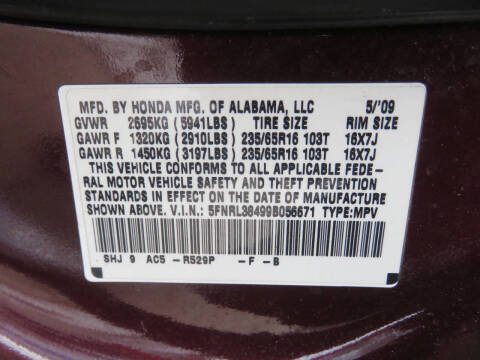 MFD. BY HONDA MFG. OF ALABAMA, LLC 5/'09
GVWR 2695KG (5941LBS) TIRE SIZE RIM SIZE
GAWR F 1320KG (2910LBS) 235/65R16 103T 16X7J
GAWR R 1450KG (3197LBS) 235/65R16 103T 16X7J
THIS VEHICLE CONFORMS TO ALL APPLICABLE FEDE-
RAL MOTOR VEHICLE SAFETY AND THEFT PREVENTION
STANDARDS IN EFFECT ON THE DATE OF MANUFACTURE
SHOWN ABOVE. V.I.N.: 5FNRL38499B056671 TYPE:MPV
SHJ 9 AC5 -R529P -F -B